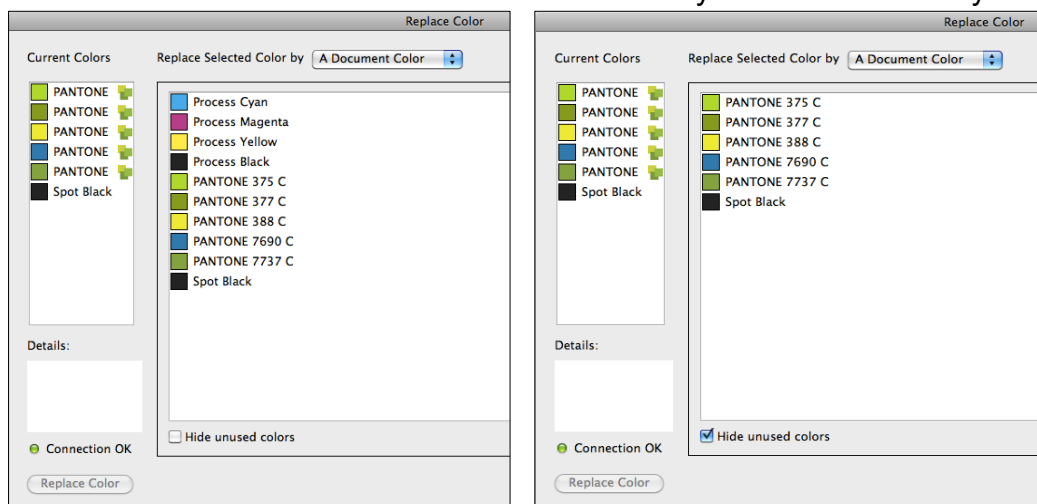 Replace Color
Current Colors
Replace Selected Color by A Document Color
PANTONE
PANTONE
PANTONE
PANTONE
PANTONE
Spot Black
Process Cyan
Process Magenta
Process Yellow
Process Black
PANTONE 375 C
PANTONE 377 C
PANTONE 388 C
PANTONE 7690 C
PANTONE 7737 C
Spot Black
Details:
Hide unused colors
Connection OK
Replace Color
Replace Color
Current Colors
Replace Selected Color by A Document Color
PANTONE
PANTONE
PANTONE
PANTONE
PANTONE
Spot Black
PANTONE 375 C
PANTONE 377 C
PANTONE 388 C
PANTONE 7690 C
PANTONE 7737 C
Spot Black
Details:
Hide unused colors
Connection OK
Replace Color